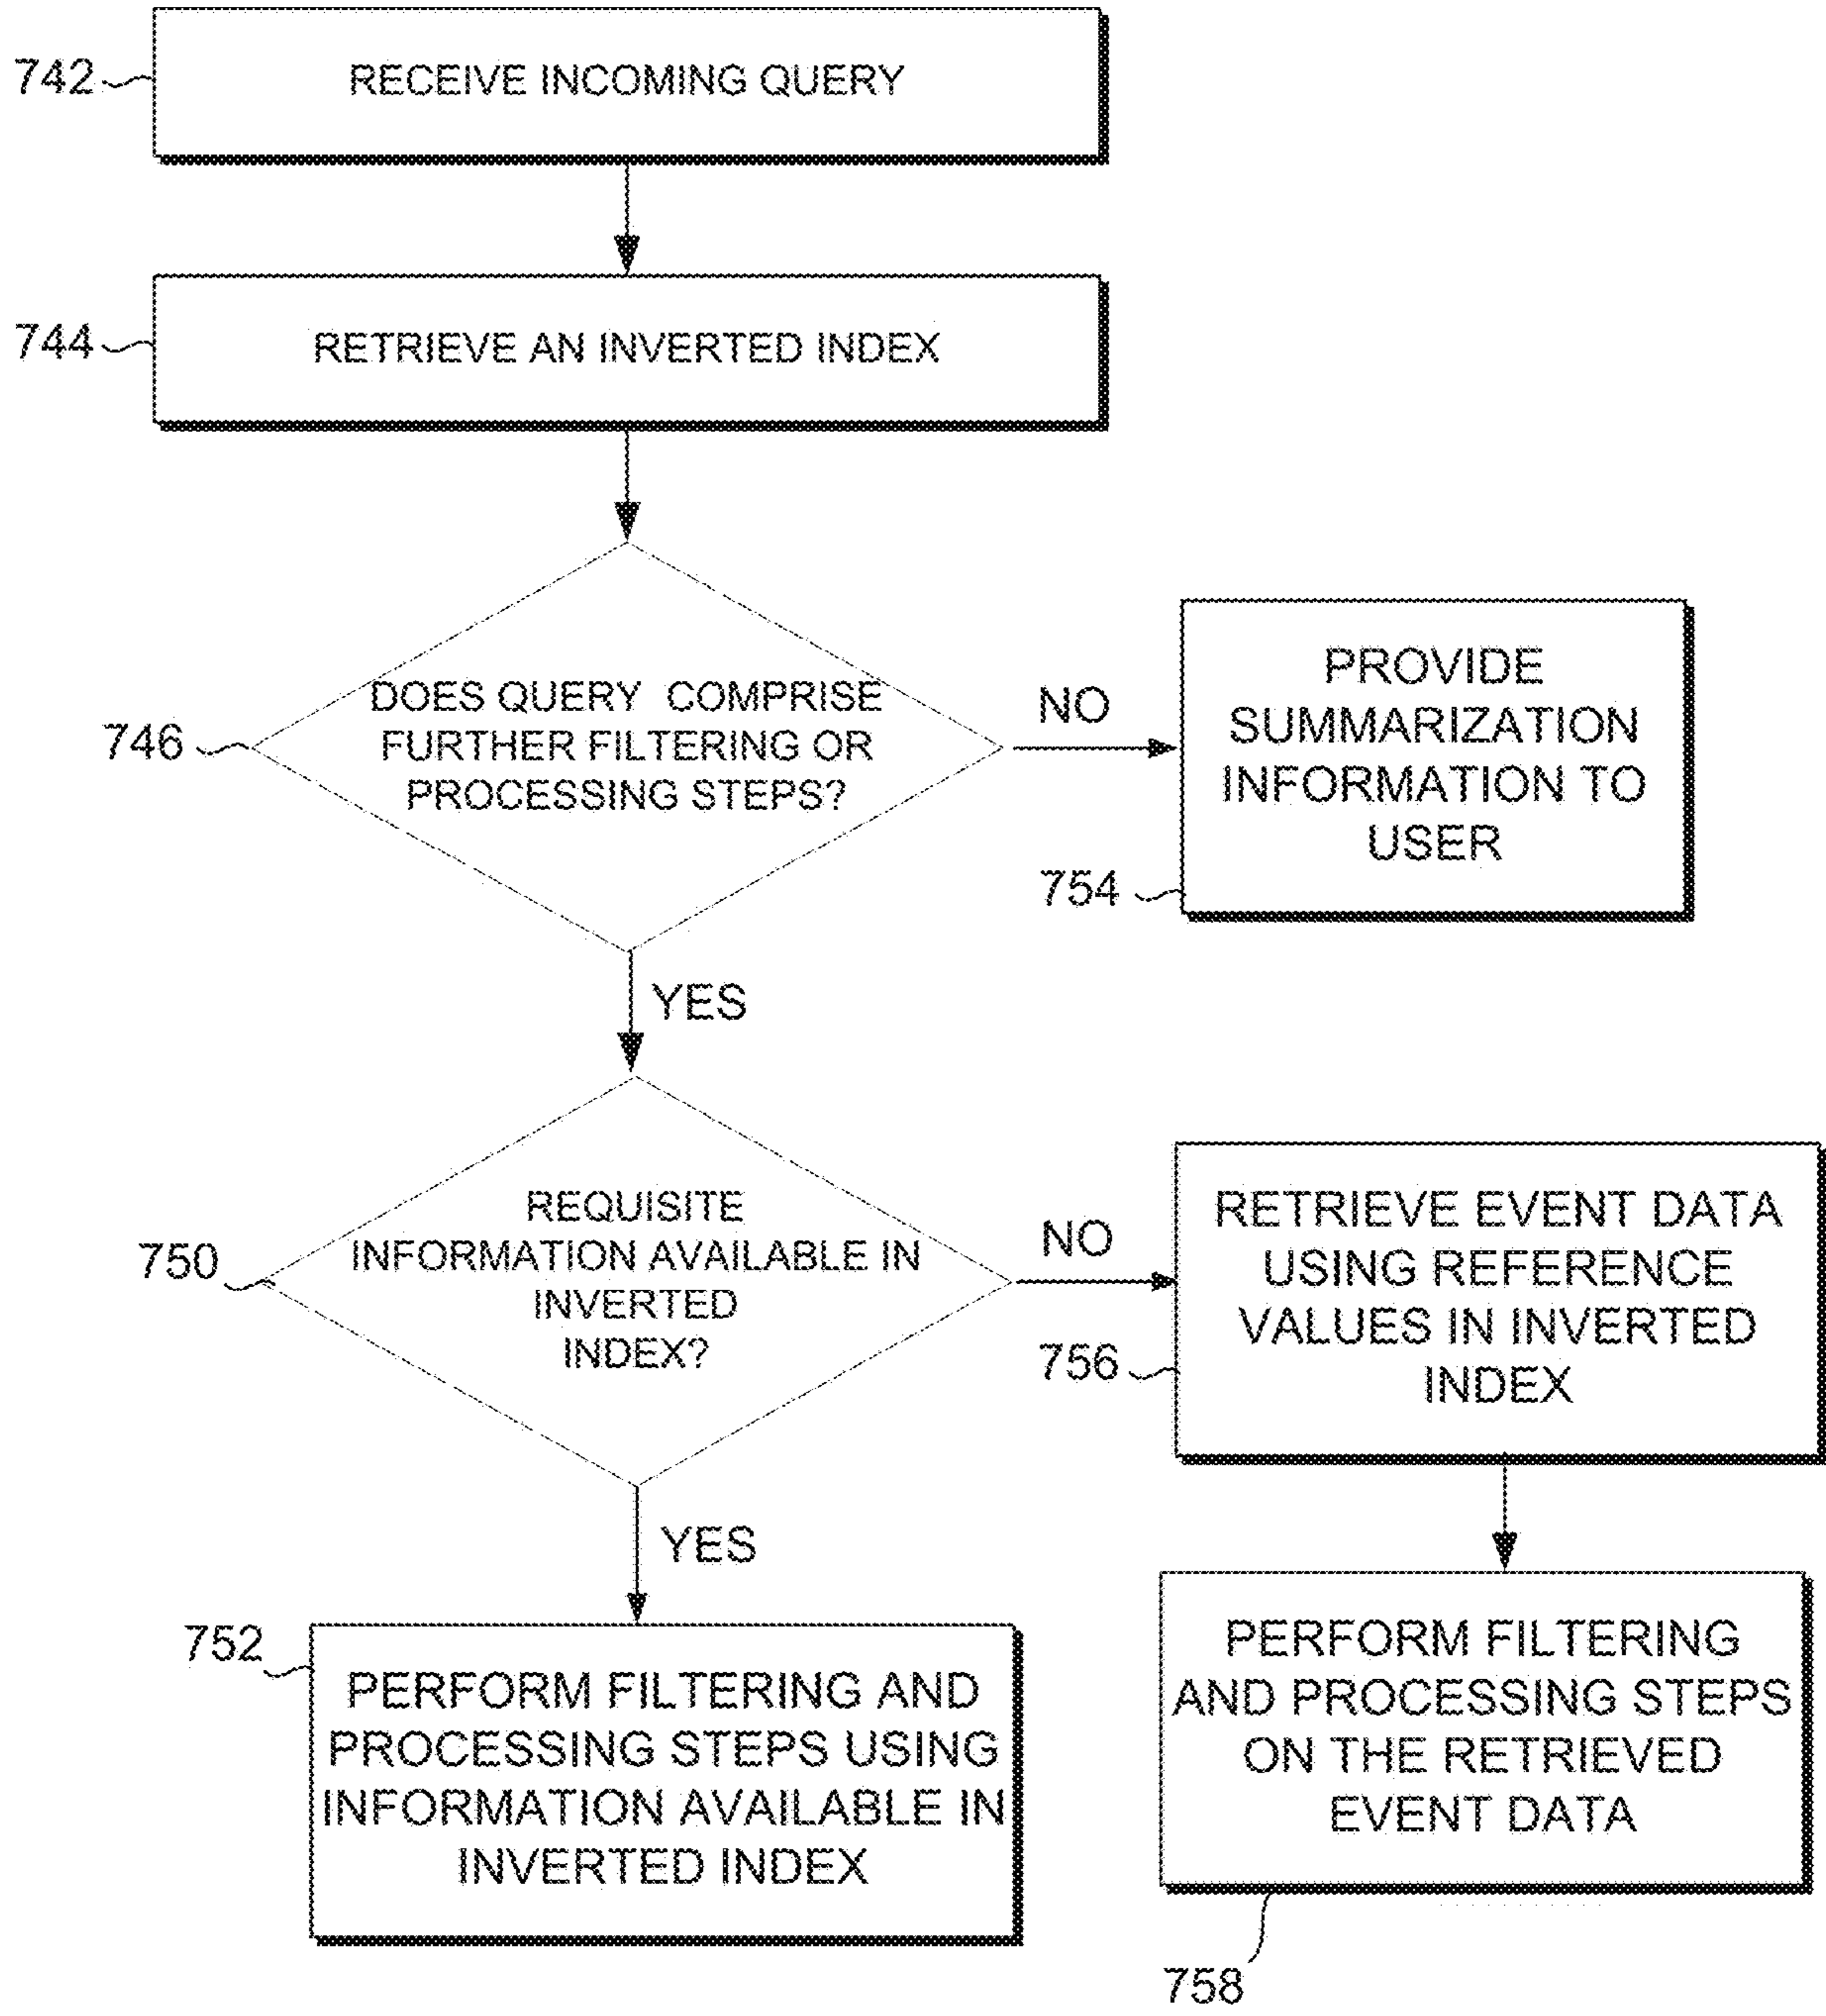 742
RECEIVE INCOMING QUERY
744
RETRIEVE AN INVERTED INDEX
746
DOES QUERY COMPRISE
FURTHER FILTERING OR
PROCESSING STEPS?
NO
PROVIDE
SUMMARIZATION
INFORMATION TO
USER
754
YES
750
REQUISITE
INFORMATION AVAILABLE IN
INVERTED
INDEX?
NO
RETRIEVE EVENT DATA
USING REFERENCE
VALUES IN INVERTED
INDEX
756
YES
752
PERFORM FILTERING AND
PROCESSING STEPS USING
INFORMATION AVAILABLE IN
INVERTED INDEX
PERFORM FILTERING
AND PROCESSING STEPS
ON THE RETRIEVED
EVENT DATA
758